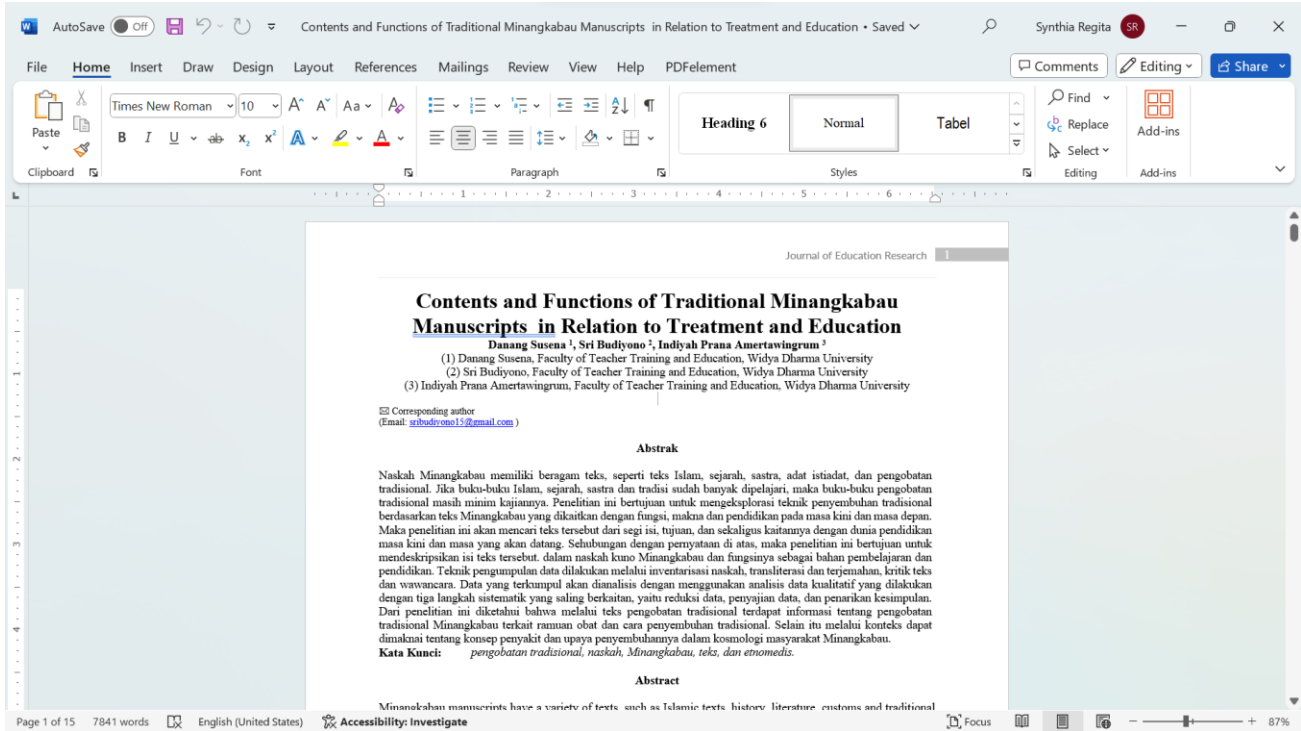 AutoSave Off Contents and Functions of Traditional Minangkabau Manuscripts in Relation to Treatment and Education • Saved Synthia Regita SR
File Home Insert Draw Design Layout References Mailings Review View Help PDFelement Comments Editing Share
Times New Roman 10 Aa Heading 6 Normal Tabel Find
Paste B I U ab x₂ x² A A Replace Add-ins
Select
Clipboard Font Paragraph Styles Editing Add-ins
1 2 3 4 5 6
Journal of Education Research 1
Contents and Functions of Traditional Minangkabau
Manuscripts in Relation to Treatment and Education
Danang Susena ¹, Sri Budiyono ², Indiyah Prana Amertawingrum ³
(1) Danang Susena, Faculty of Teacher Training and Education, Widya Dharma University
(2) Sri Budiyono, Faculty of Teacher Training and Education, Widya Dharma University
(3) Indiyah Prana Amertawingrum, Faculty of Teacher Training and Education, Widya Dharma University
✉ Corresponding author
(Email: sribudiyono15@gmail.com )
Abstrak
Naskah Minangkabau memiliki beragam teks, seperti teks Islam, sejarah, sastra, adat istiadat, dan pengobatan
tradisional. Jika buku-buku Islam, sejarah, sastra dan tradisi sudah banyak dipelajari, maka buku-buku pengobatan
tradisional masih minim kajiannya. Penelitian ini bertujuan untuk mengeksplorasi teknik penyembuhan tradisional
berdasarkan teks Minangkabau yang dikaitkan dengan fungsi, makna dan pendidikan pada masa kini dan masa depan.
Maka penelitian ini akan mencari teks tersebut dari segi isi, tujuan, dan sekaligus kaitannya dengan dunia pendidikan
masa kini dan masa yang akan datang. Sehubungan dengan pernyataan di atas, maka penelitian ini bertujuan untuk
mendeskripsikan isi teks tersebut. dalam naskah kuno Minangkabau dan fungsinya sebagai bahan pembelajaran dan
pendidikan. Teknik pengumpulan data dilakukan melalui inventarisasi naskah, transliterasi dan terjemahan, kritik teks
dan wawancara. Data yang terkumpul akan dianalisis dengan menggunakan analisis data kualitatif yang dilakukan
dengan tiga langkah sistematik yang saling berkaitan, yaitu reduksi data, penyajian data, dan penarikan kesimpulan.
Dari penelitian ini diketahui bahwa melalui teks pengobatan tradisional terdapat informasi tentang pengobatan
tradisional Minangkabau terkait ramuan obat dan cara penyembuhan tradisional. Selain itu melalui konteks dapat
dimaknai tentang konsep penyakit dan upaya penyembuhannya dalam kosmologi masyarakat Minangkabau.
Kata Kunci: pengobatan tradisional, naskah, Minangkabau, teks, dan etnomedis.
Abstract
Minangkabau manuscripts have a variety of texts, such as Islamic texts, history, literature, customs and traditional
Page 1 of 15 7841 words English (United States) Accessibility: Investigate Focus 87%